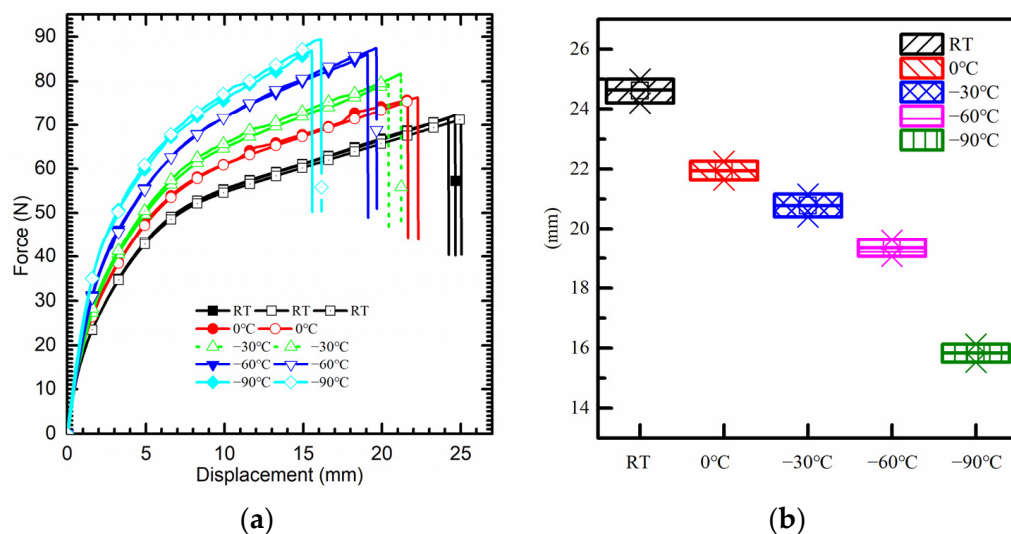 90
80
70
60
50
40
30
20
10
0
Force (N)
RT RT RT
0℃ 0℃
−30℃ −30℃
−60℃ −60℃
−90℃ −90℃
0 5 10 15 20 25
Displacement (mm)
(a)
26
24
22
20
18
16
14
(mm)
RT
0℃
−30℃
−60℃
−90℃
RT 0℃ −30℃ −60℃ −90℃
(b)